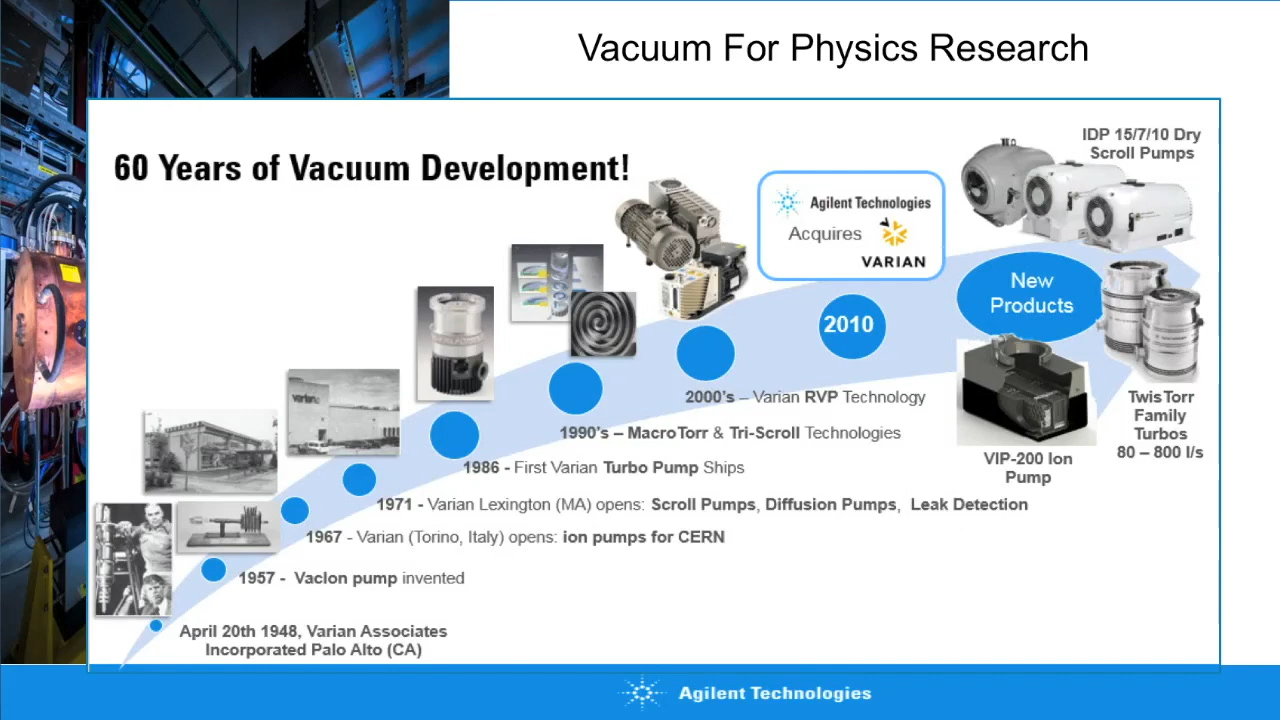 Vacuum For Physics Research
60 Years of Vacuum Development!
IDP 15/7/10 Dry
Scroll Pumps
Agilent Technologies
Acquires
VARIAN
New
Products
2010
varian
2000's – Varian RVP Technology
1990's – MacroTorr & Tri-Scroll Technologies
1986 - First Varian Turbo Pump Ships
1971 - Varian Lexington (MA) opens: Scroll Pumps, Diffusion Pumps, Leak Detection
1967 - Varian (Torino, Italy) opens: ion pumps for CERN
1957 - VacIon pump invented
April 20th 1948, Varian Associates
Incorporated Palo Alto (CA)
VIP-200 Ion
Pump
TwisTorr
Family
Turbos
80 – 800 l/s
Agilent Technologies